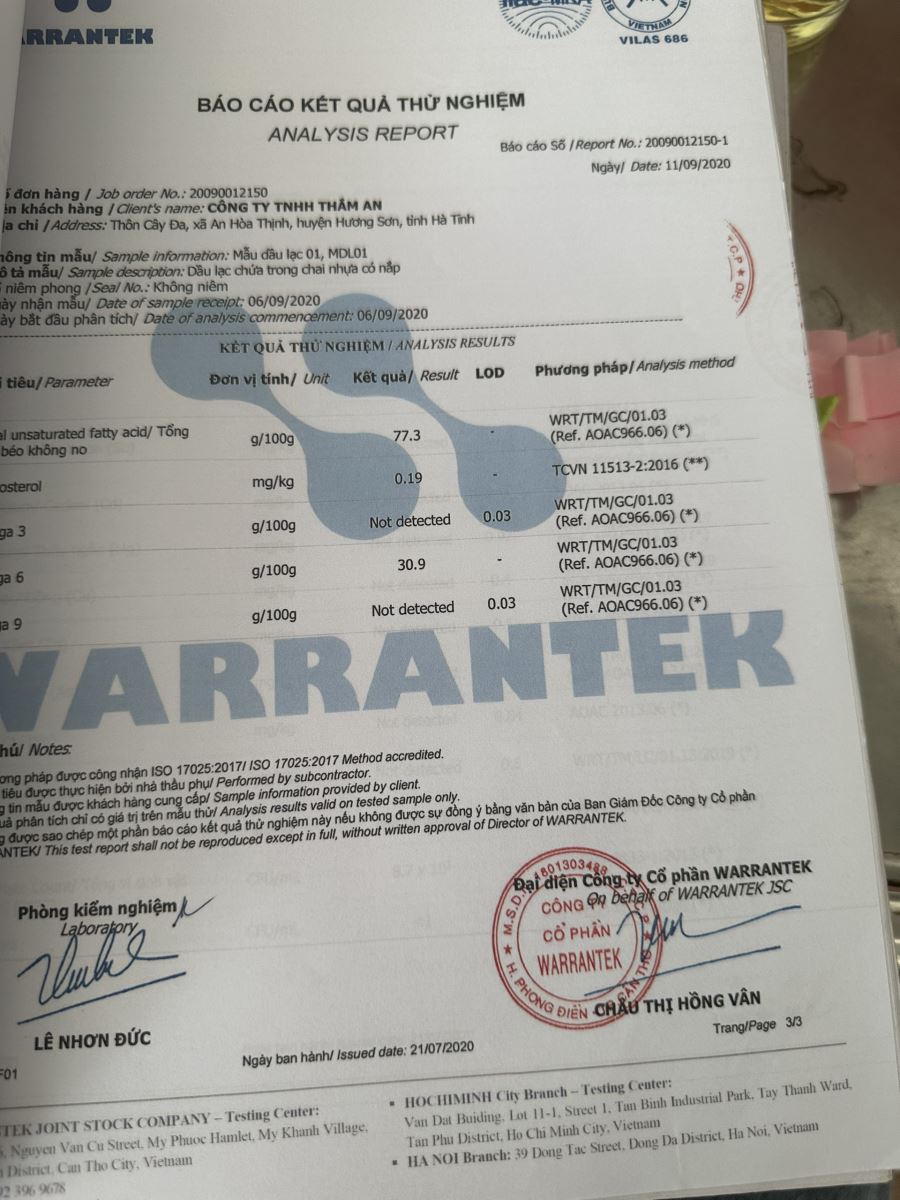 WARRANTEK
VIETNAM
VILAS 686
BÁO CÁO KẾT QUẢ THỬ NGHIỆM
ANALYSIS REPORT
Báo cáo Số /Report No.: 20090012150-1
Ngày/ Date: 11/09/2020
đơn hàng / Job order No.: 20090012150
khách hàng /Client's name: CÔNG TY TNHH THẮM AN
chỉ /Address: Thôn Cây Đa, xã An Hòa Thịnh, huyện Hương Sơn, tỉnh Hà Tĩnh
tin mẫu/ Sample information: Mẫu dầu lạc 01, MDL01
tả mẫu/ Sample description: Dầu lạc chứa trong chai nhựa có nắp
niêm phong /Seal No.: Không niêm
nhận mẫu/ Date of sample receipt: 06/09/2020
bắt đầu phân tích/ Date of analysis commencement: 06/09/2020
T.C.P ★
KẾT QUẢ THỬ NGHIỆM / ANALYSIS RESULTS
tiêu/ Parameter Đơn vị tính/ Unit Kết quả/ Result LOD Phương pháp/ Analysis method
al unsaturated fatty acid/ Tổng
béo không no g/100g 77.3 - WRT/TM/GC/01.03
(Ref. AOAC966.06) (*)
osterol mg/kg 0.19 - TCVN 11513-2:2016 (**)
ga 3 g/100g Not detected 0.03 WRT/TM/GC/01.03
(Ref. AOAC966.06) (*)
ga 6 g/100g 30.9 - WRT/TM/GC/01.03
(Ref. AOAC966.06) (*)
ga 9 g/100g Not detected 0.03 WRT/TM/GC/01.03
(Ref. AOAC966.06) (*)
WARRANTEK
hú/ Notes:
ơng pháp được công nhận ISO 17025:2017/ ISO 17025:2017 Method accredited.
tiêu được thực hiện bởi nhà thầu phụ/ Performed by subcontractor.
tin mẫu được khách hàng cung cấp/ Sample information provided by client.
uả phân tích chỉ có giá trị trên mẫu thử/ Analysis results valid on tested sample only.
được sao chép một phần báo cáo kết quả thử nghiệm này nếu không được sự đồng ý bằng văn bản của Ban Giám Đốc Công ty Cổ phần
ANTEK/ This test report shall not be reproduced except in full, without written approval of Director of WARRANTEK.
Phòng kiểm nghiệm
Laboratory
Đại diện Công ty Cổ phần WARRANTEK
On behalf of WARRANTEK JSC
M.S.D.N: 1801303488
CÔNG TY
CỔ PHẦN
WARRANTEK
★ H. PHONG ĐIỀN - TP CẦN THƠ ★
LÊ NHƠN ĐỨC
CHÂU THỊ HỒNG VÂN
F01
Ngày ban hành/ Issued date: 21/07/2020
Trang/Page 3/3
TEK JOINT STOCK COMPANY – Testing Center:
Nguyen Van Cu Street, My Phuoc Hamlet, My Khanh Village,
District, Can Tho City, Vietnam
92 396 9678
▪ HOCHIMINH City Branch – Testing Center:
Van Dat Buiding, Lot 11-1, Street 1, Tan Binh Industrial Park, Tay Thanh Ward,
Tan Phu District, Ho Chi Minh City, Vietnam
▪ HA NOI Branch: 39 Dong Tac Street, Dong Da District, Ha Noi, Vietnam